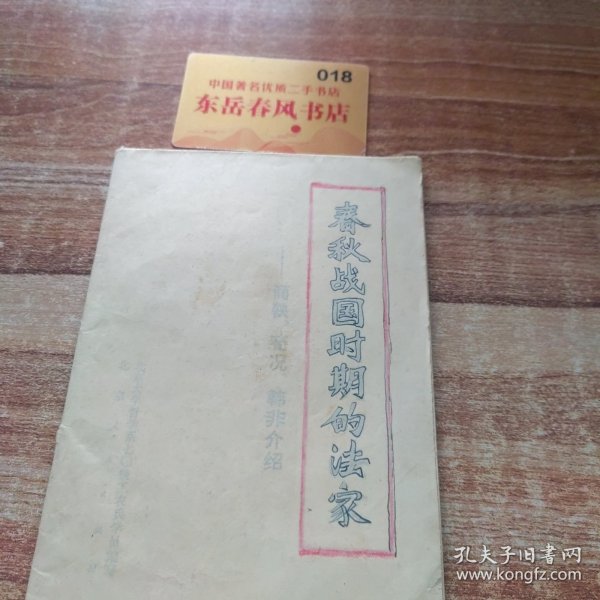 018
中国著名优质二手书店
东岳春风书店
春秋战国时期的法家
——商鞅、荀况、韩非介绍
孔夫子旧书网
www.kongfz.com